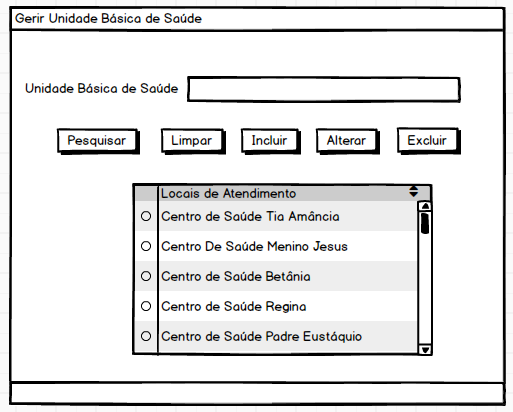 Gerir Unidade Básica de Saúde
Unidade Básica de Saúde
Pesquisar Limpar Incluir Alterar Excluir
Locais de Atendimento
Centro de Saúde Tia Amância
Centro De Saúde Menino Jesus
Centro de Saúde Betânia
Centro de Saúde Regina
Centro de Saúde Padre Eustáquio